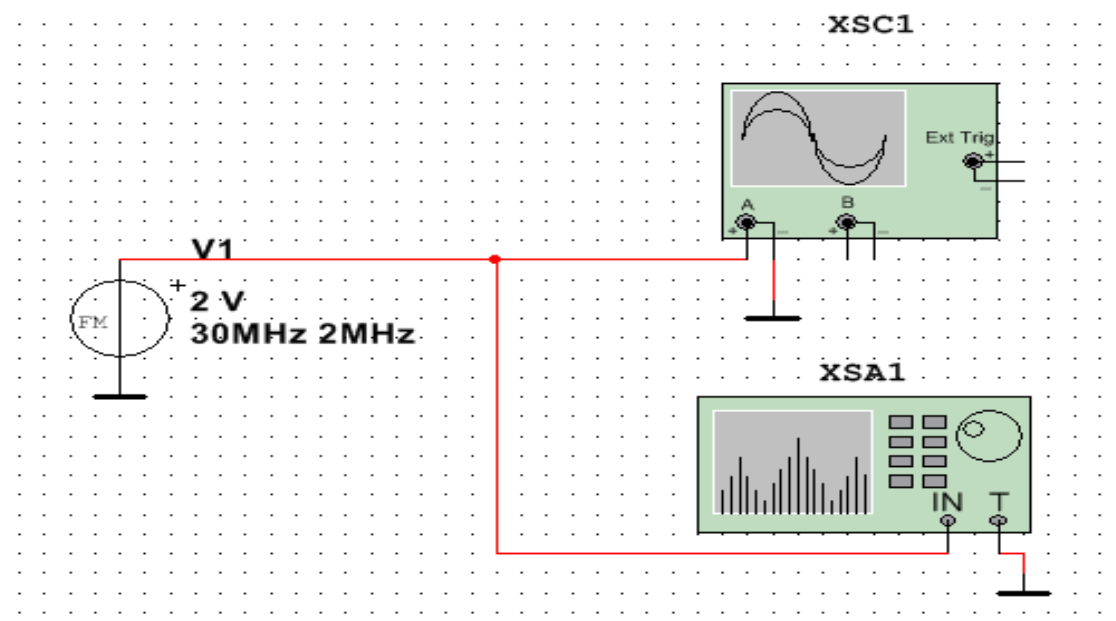 XSC1
Ext Trig
+
_
A
B
+
_
+
_
V1
+
2 V
FM
30MHz 2MHz
XSA1
IN T